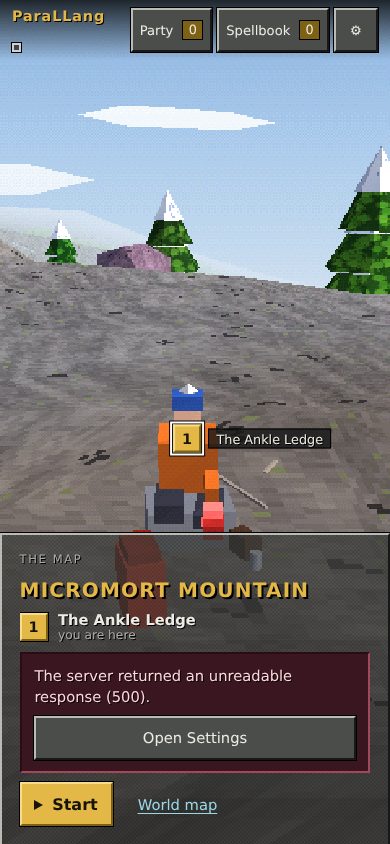 ParaLLang
Party 0
Spellbook 0
1
The Ankle Ledge
THE MAP
MICROMORT MOUNTAIN
1
The Ankle Ledge
you are here
The server returned an unreadable
response (500).
Open Settings
Start
World map